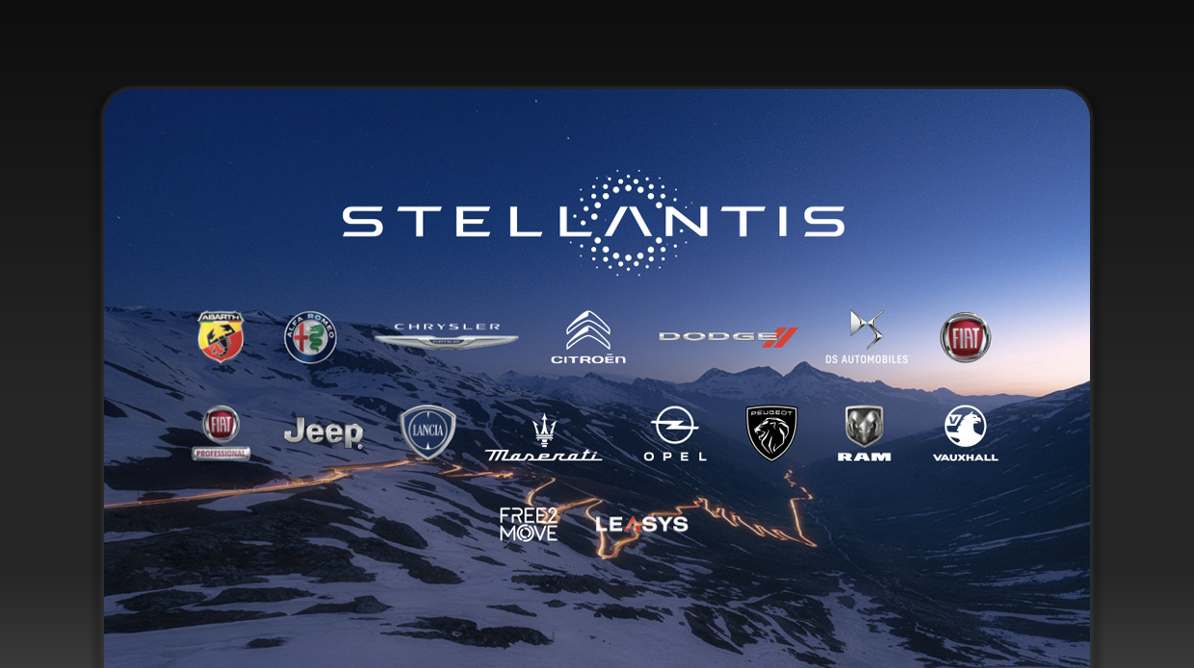 STELLANTIS
ABARTH
ALFA ROMEO
CHRYSLER
CITROËN
DODGE
DS AUTOMOBILES
FIAT
FIAT
PROFESSIONAL
Jeep
LANCIA
Maserati
OPEL
PEUGEOT
RAM
VAUXHALL
FREE2
MOVE
LEASYS